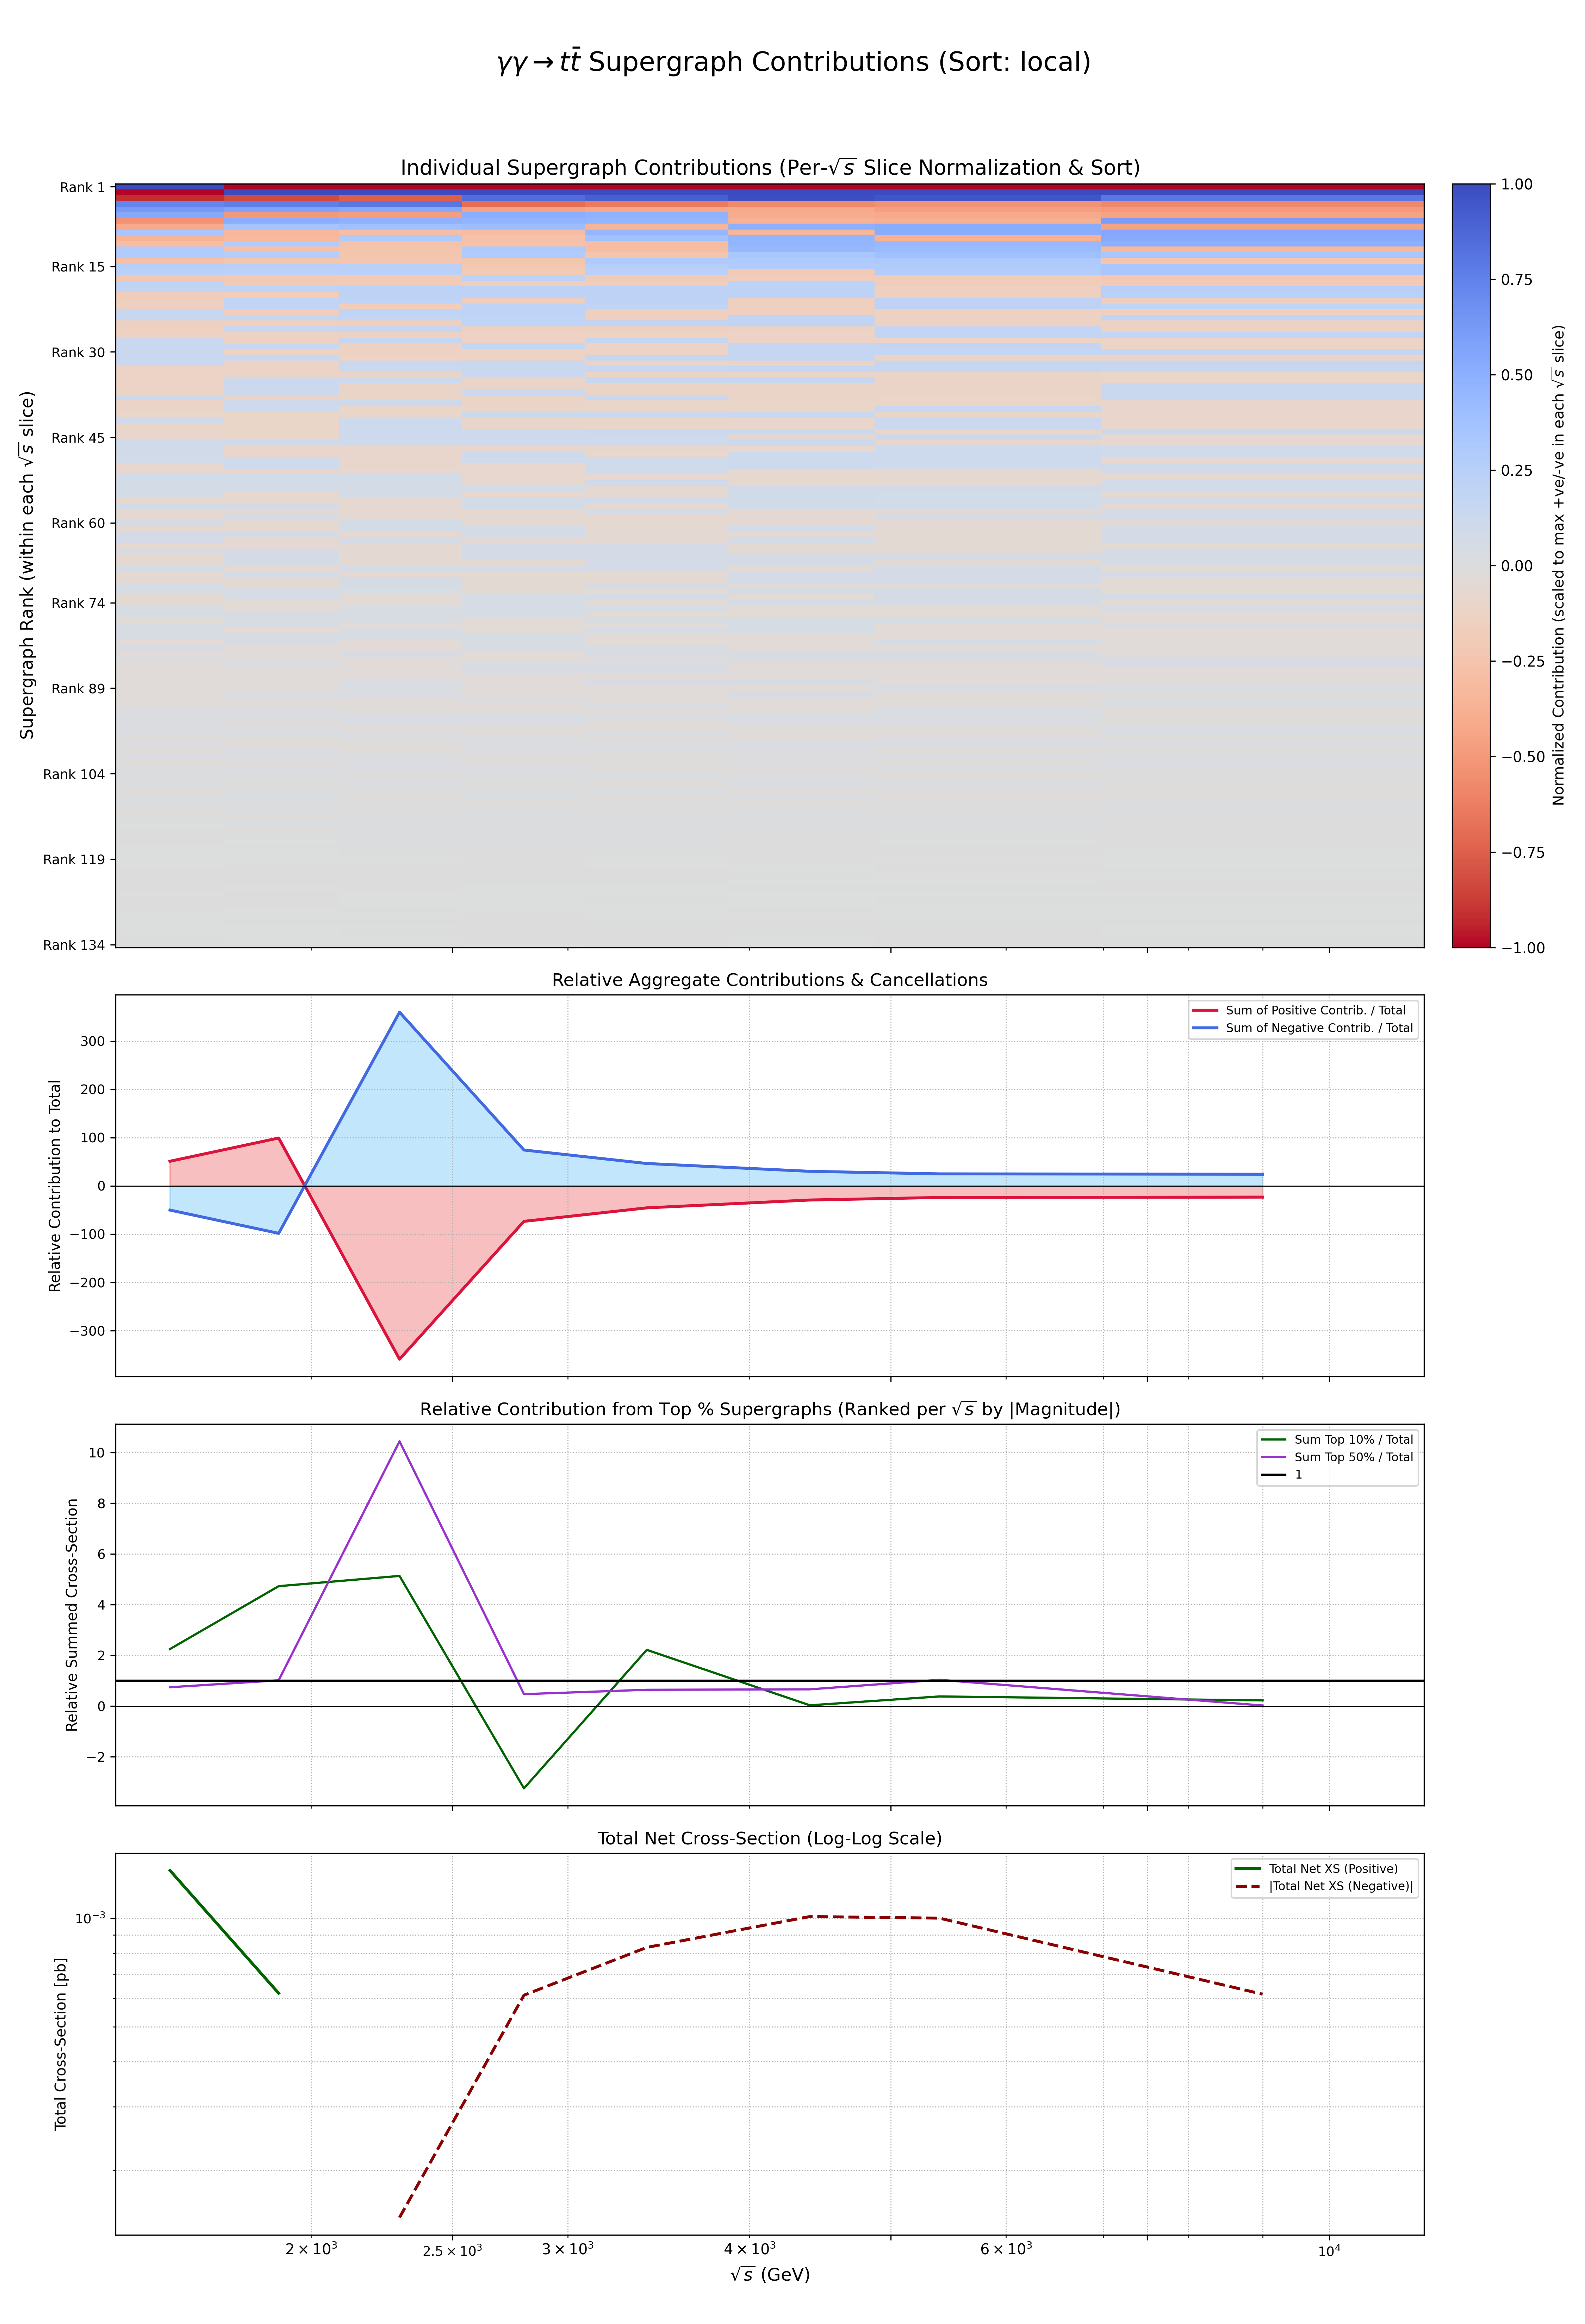 γγ → tt̄ Supergraph Contributions (Sort: local)
Individual Supergraph Contributions (Per-√s Slice Normalization & Sort)
Supergraph Rank (within each √s slice)
Rank 1
Rank 15
Rank 30
Rank 45
Rank 60
Rank 74
Rank 89
Rank 104
Rank 119
Rank 134
1.00
0.75
0.50
0.25
0.00
−0.25
−0.50
−0.75
−1.00
Normalized Contribution (scaled to max +ve/-ve in each √s slice)
Relative Aggregate Contributions & Cancellations
Relative Contribution to Total
300
200
100
0
−100
−200
−300
Sum of Positive Contrib. / Total
Sum of Negative Contrib. / Total
Relative Contribution from Top % Supergraphs (Ranked per √s by |Magnitude|)
Relative Summed Cross-Section
10
8
6
4
2
0
−2
Sum Top 10% / Total
Sum Top 50% / Total
1
Total Net Cross-Section (Log-Log Scale)
Total Cross-Section [pb]
10⁻³
Total Net XS (Positive)
|Total Net XS (Negative)|
2 × 10³
2.5 × 10³
3 × 10³
4 × 10³
6 × 10³
10⁴
√s (GeV)